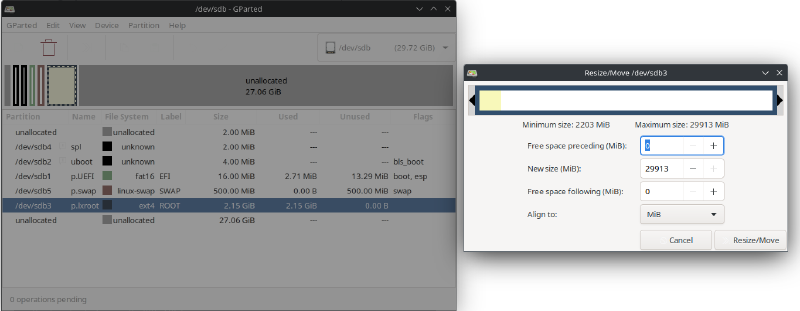 /dev/sdb - GParted
GParted Edit View Device Partition Help
/dev/sdb (29.72 GiB)
unallocated
27.06 GiB
Partition Name File System Label Size Used Unused Flags
unallocated unallocated 2.00 MiB --- ---
/dev/sdb4 spl unknown 2.00 MiB --- ---
/dev/sdb2 uboot unknown 4.00 MiB --- --- bls_boot
/dev/sdb1 p.UEFI fat16 EFI 16.00 MiB 2.71 MiB 13.29 MiB boot, esp
/dev/sdb5 p.swap linux-swap SWAP 500.00 MiB 0.00 B 500.00 MiB swap
/dev/sdb3 p.lxroot ext4 ROOT 2.15 GiB 2.15 GiB 0.00 B
unallocated unallocated 27.06 GiB --- ---
0 operations pending
Resize/Move /dev/sdb3
Minimum size: 2203 MiB Maximum size: 29913 MiB
Free space preceding (MiB): 0
New size (MiB): 29913
Free space following (MiB): 0
Align to: MiB
Cancel Resize/Move